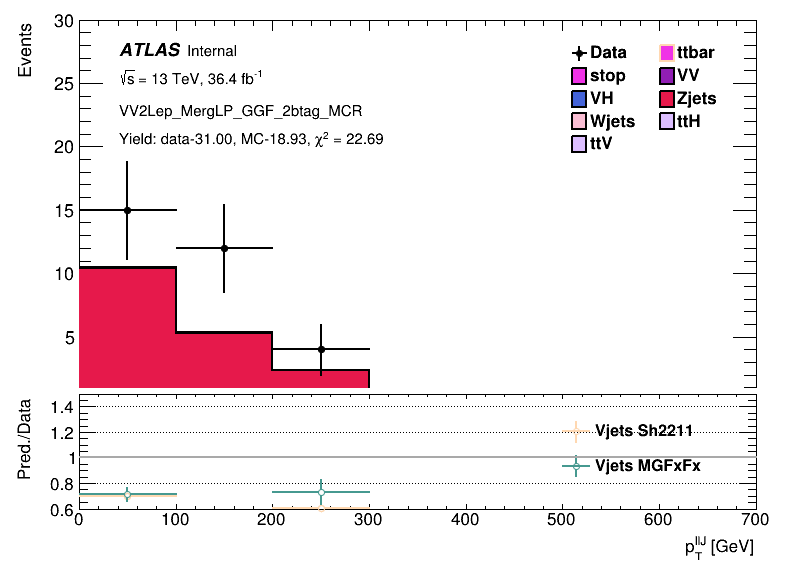 Events
30
25
20
15
10
5
ATLAS Internal
√s = 13 TeV, 36.4 fb⁻¹
VV2Lep_MergLP_GGF_2btag_MCR
Yield: data-31.00, MC-18.93, χ² = 22.69
Data
ttbar
stop
VV
VH
Zjets
Wjets
ttH
ttV
Pred./Data
1.4
1.2
1
0.8
0.6
Vjets Sh2211
Vjets MGFxFx
0 100 200 300 400 500 600 700
p_T^llJ [GeV]